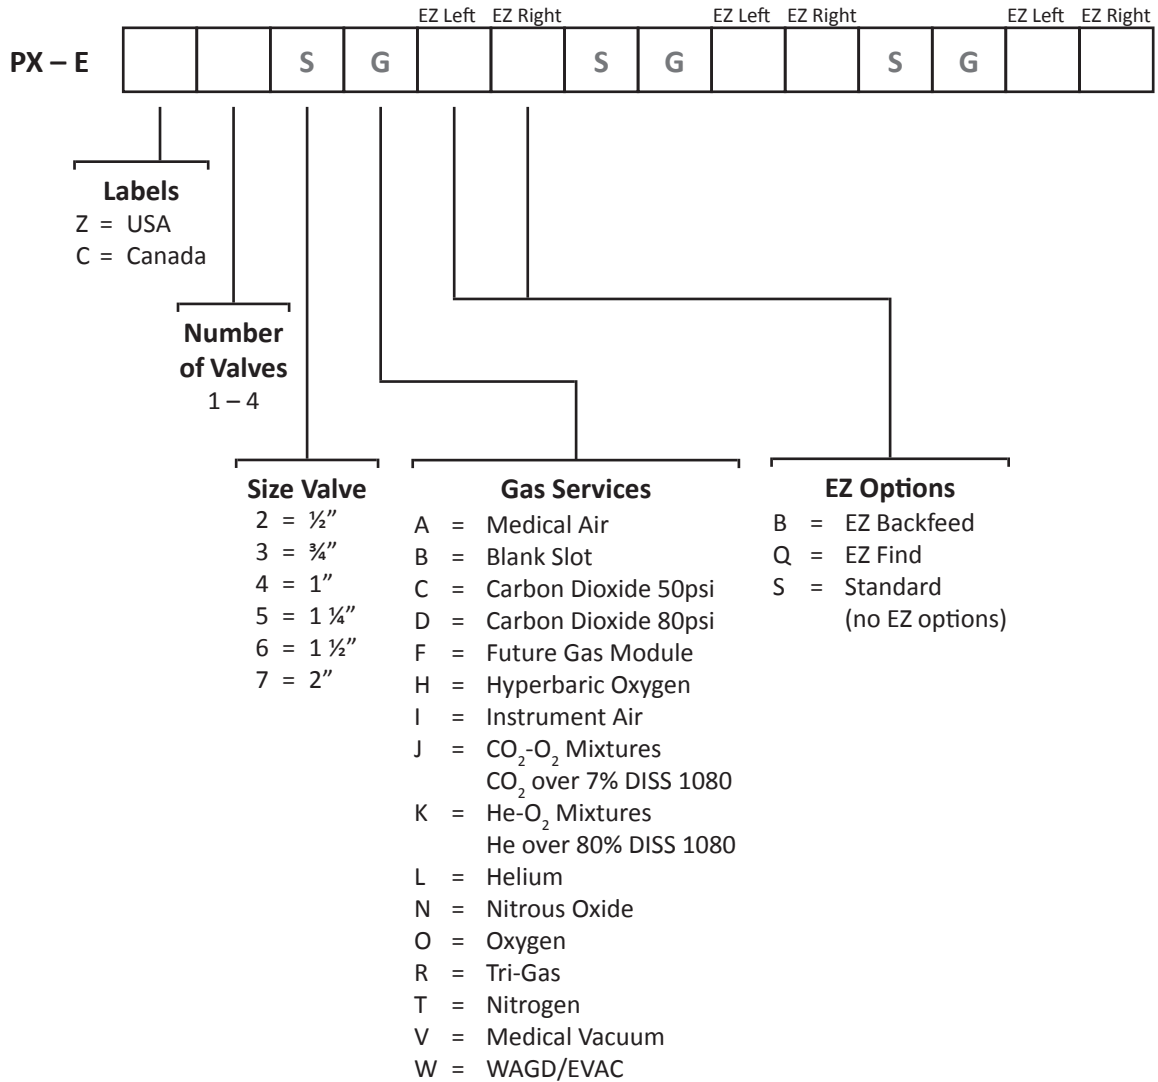 EZ Left EZ Right EZ Left EZ Right EZ Left EZ Right
PX – E S G S G S G
Labels
Z = USA
C = Canada
Number
of Valves
1 – 4
Size Valve
2 = ½”
3 = ¾”
4 = 1”
5 = 1 ¼”
6 = 1 ½”
7 = 2”
Gas Services
A = Medical Air
B = Blank Slot
C = Carbon Dioxide 50psi
D = Carbon Dioxide 80psi
F = Future Gas Module
H = Hyperbaric Oxygen
I = Instrument Air
J = CO₂-O₂ Mixtures
CO₂ over 7% DISS 1080
K = He-O₂ Mixtures
He over 80% DISS 1080
L = Helium
N = Nitrous Oxide
O = Oxygen
R = Tri-Gas
T = Nitrogen
V = Medical Vacuum
W = WAGD/EVAC
EZ Options
B = EZ Backfeed
Q = EZ Find
S = Standard
(no EZ options)